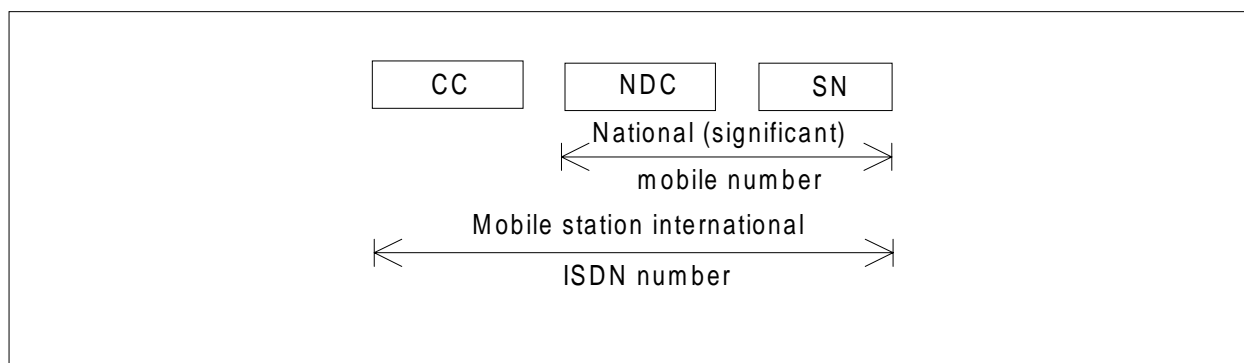 CC NDC SN
National (significant)
mobile number
Mobile station international
ISDN number